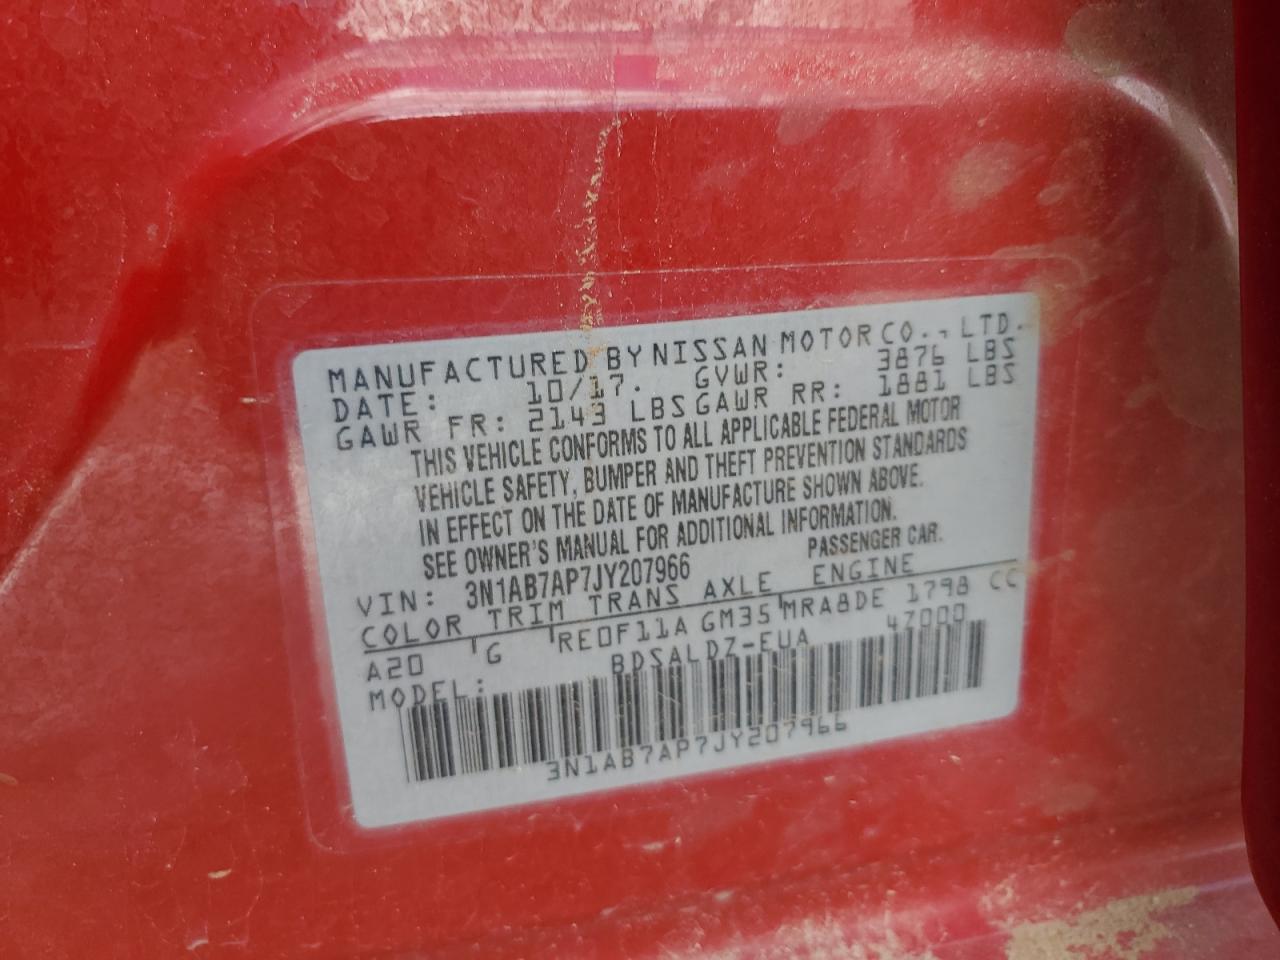 MANUFACTURED BY NISSAN MOTOR CO., LTD.
DATE: 10/17. GVWR: 3876 LBS
GAWR FR: 2143 LBS GAWR RR: 1881 LBS
THIS VEHICLE CONFORMS TO ALL APPLICABLE FEDERAL MOTOR
VEHICLE SAFETY, BUMPER AND THEFT PREVENTION STANDARDS
IN EFFECT ON THE DATE OF MANUFACTURE SHOWN ABOVE.
SEE OWNER'S MANUAL FOR ADDITIONAL INFORMATION.
VIN: 3N1AB7AP7JY207966 PASSENGER CAR.
COLOR TRIM TRANS AXLE ENGINE
A20 G RE0F11A GM35 MRA8DE 1798 CC
MODEL: BDSALDZ-EUA 47000
3N1AB7AP7JY207966